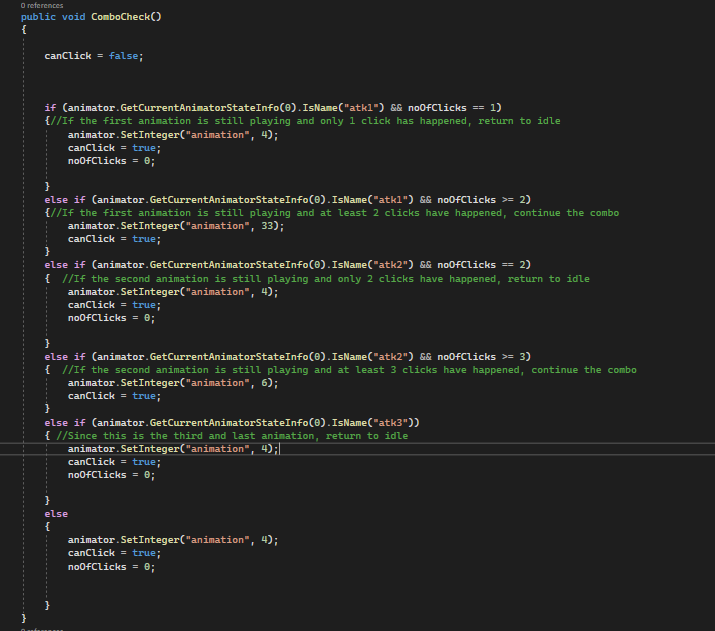 0 references
public void ComboCheck()
{
canClick = false;
if (animator.GetCurrentAnimatorStateInfo(0).IsName("atk1") && noOfClicks == 1)
{//If the first animation is still playing and only 1 click has happened, return to idle
animator.SetInteger("animation", 4);
canClick = true;
noOfClicks = 0;
}
else if (animator.GetCurrentAnimatorStateInfo(0).IsName("atk1") && noOfClicks >= 2)
{//If the first animation is still playing and at least 2 clicks have happened, continue the combo
animator.SetInteger("animation", 33);
canClick = true;
}
else if (animator.GetCurrentAnimatorStateInfo(0).IsName("atk2") && noOfClicks == 2)
{  //If the second animation is still playing and only 2 clicks have happened, return to idle
animator.SetInteger("animation", 4);
canClick = true;
noOfClicks = 0;
}
else if (animator.GetCurrentAnimatorStateInfo(0).IsName("atk2") && noOfClicks >= 3)
{  //If the second animation is still playing and at least 3 clicks have happened, continue the combo
animator.SetInteger("animation", 6);
canClick = true;
}
else if (animator.GetCurrentAnimatorStateInfo(0).IsName("atk3"))
{ //Since this is the third and last animation, return to idle
animator.SetInteger("animation", 4);
canClick = true;
noOfClicks = 0;
}
else
{
animator.SetInteger("animation", 4);
canClick = true;
noOfClicks = 0;
}
}